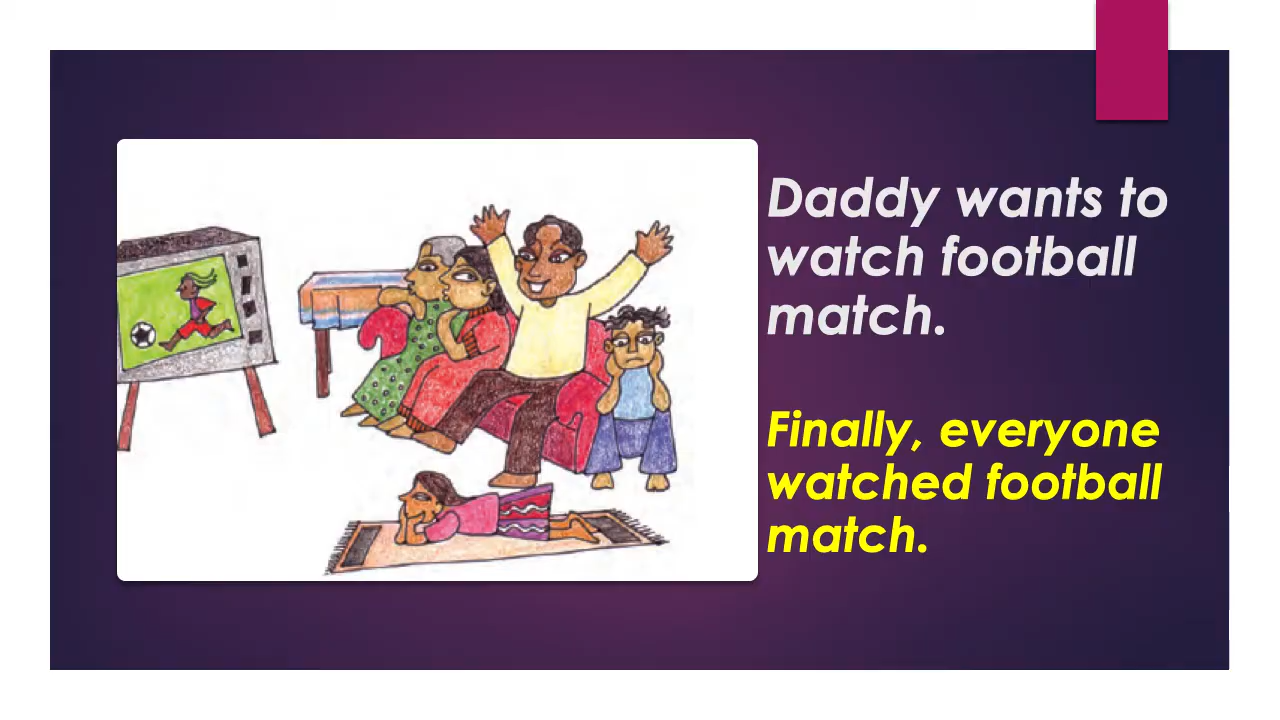 Daddy wants to
watch football
match.
Finally, everyone
watched football
match.